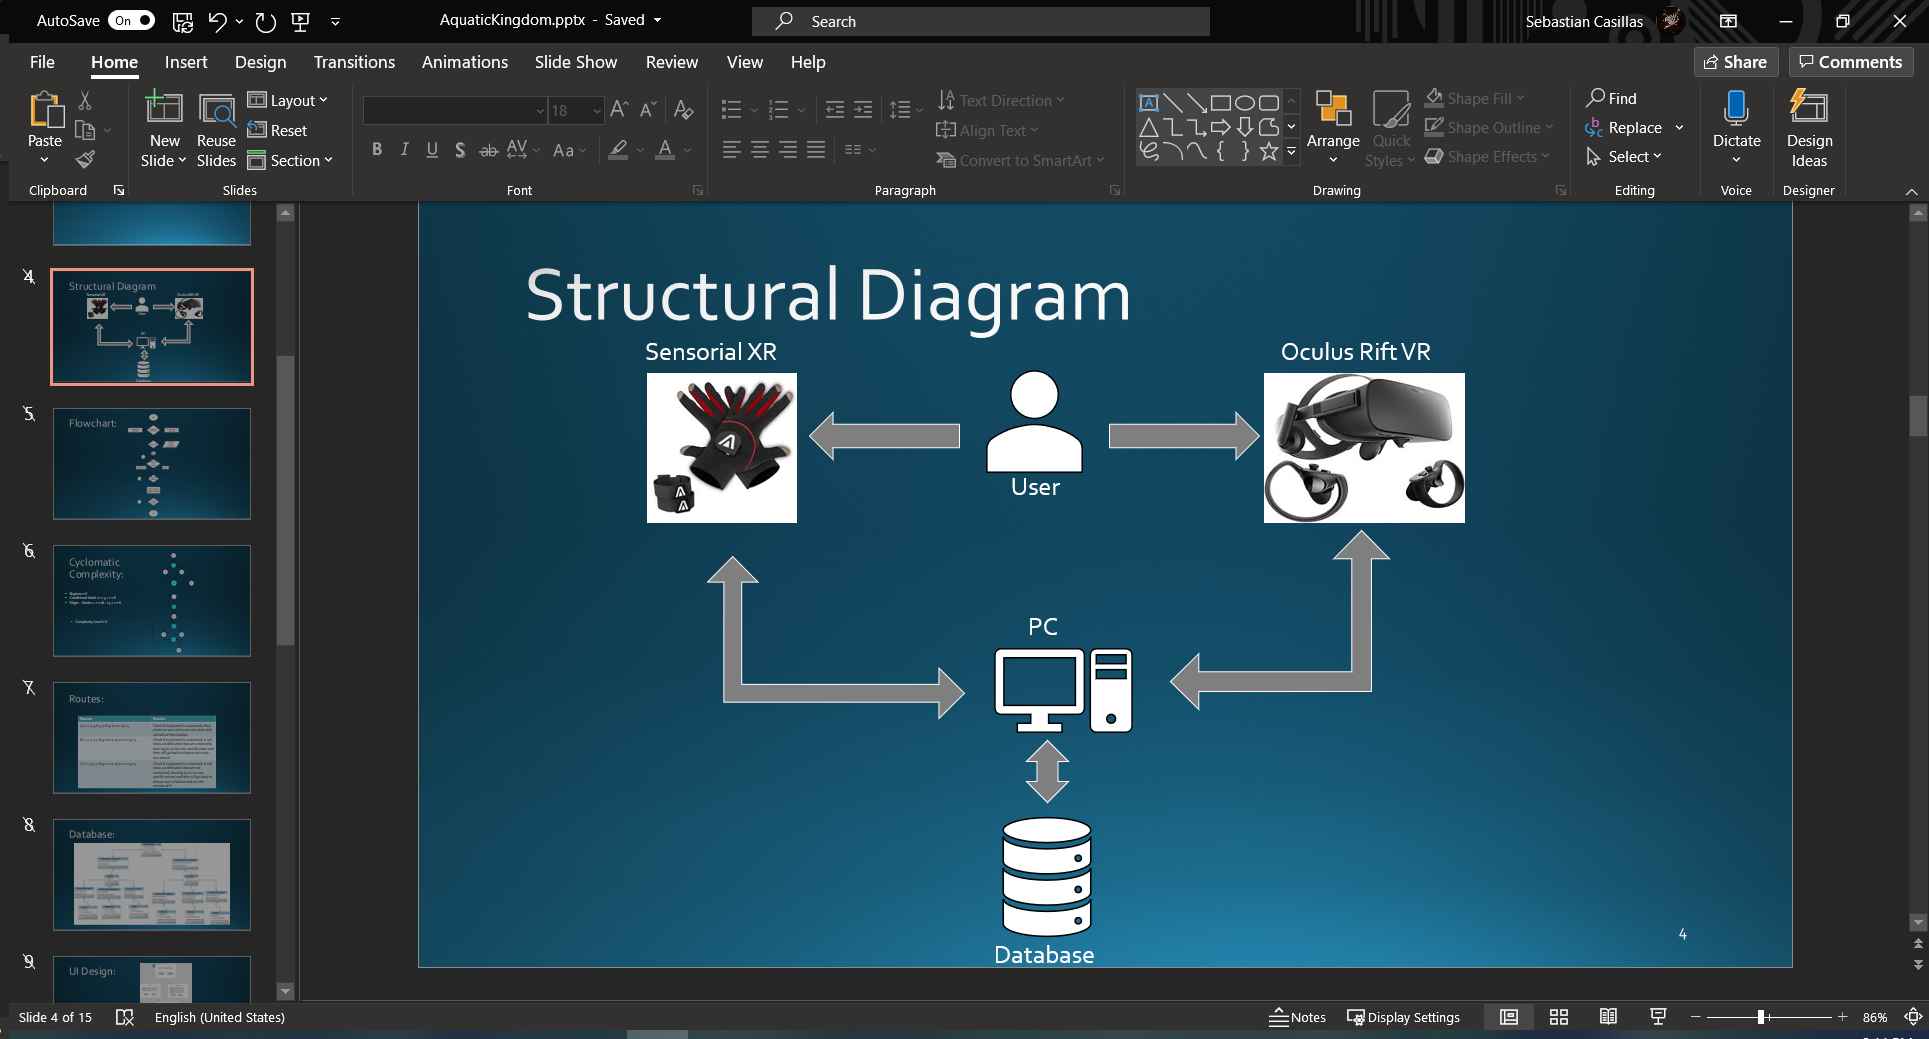 AutoSave On AquaticKingdom.pptx - Saved Search Sebastian Casillas
File Home Insert Design Transitions Animations Slide Show Review View Help Share Comments
Paste
New Slide
Reuse Slides
Layout
Reset
Section
18
Text Direction
Align Text
Convert to SmartArt
Arrange
Quick Styles
Shape Fill
Shape Outline
Shape Effects
Find
Replace
Select
Dictate
Design Ideas
Clipboard Slides Font Paragraph Drawing Editing Voice Designer
4
Structural Diagram
5
Flowchart:
6
Cyclomatic
Complexity:
7
Routes:
8
Database:
9
UI Design:
Structural Diagram
Sensorial XR
Oculus Rift VR
User
PC
Database
4
Slide 4 of 15 English (United States) Notes Display Settings 86%